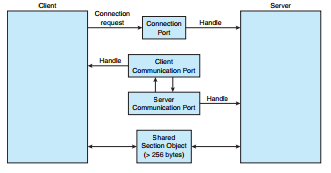 Client
Server
Connection
request
Connection
Port
Handle
Handle
Client
Communication Port
Server
Communication Port
Handle
Shared
Section Object
(> 256 bytes)